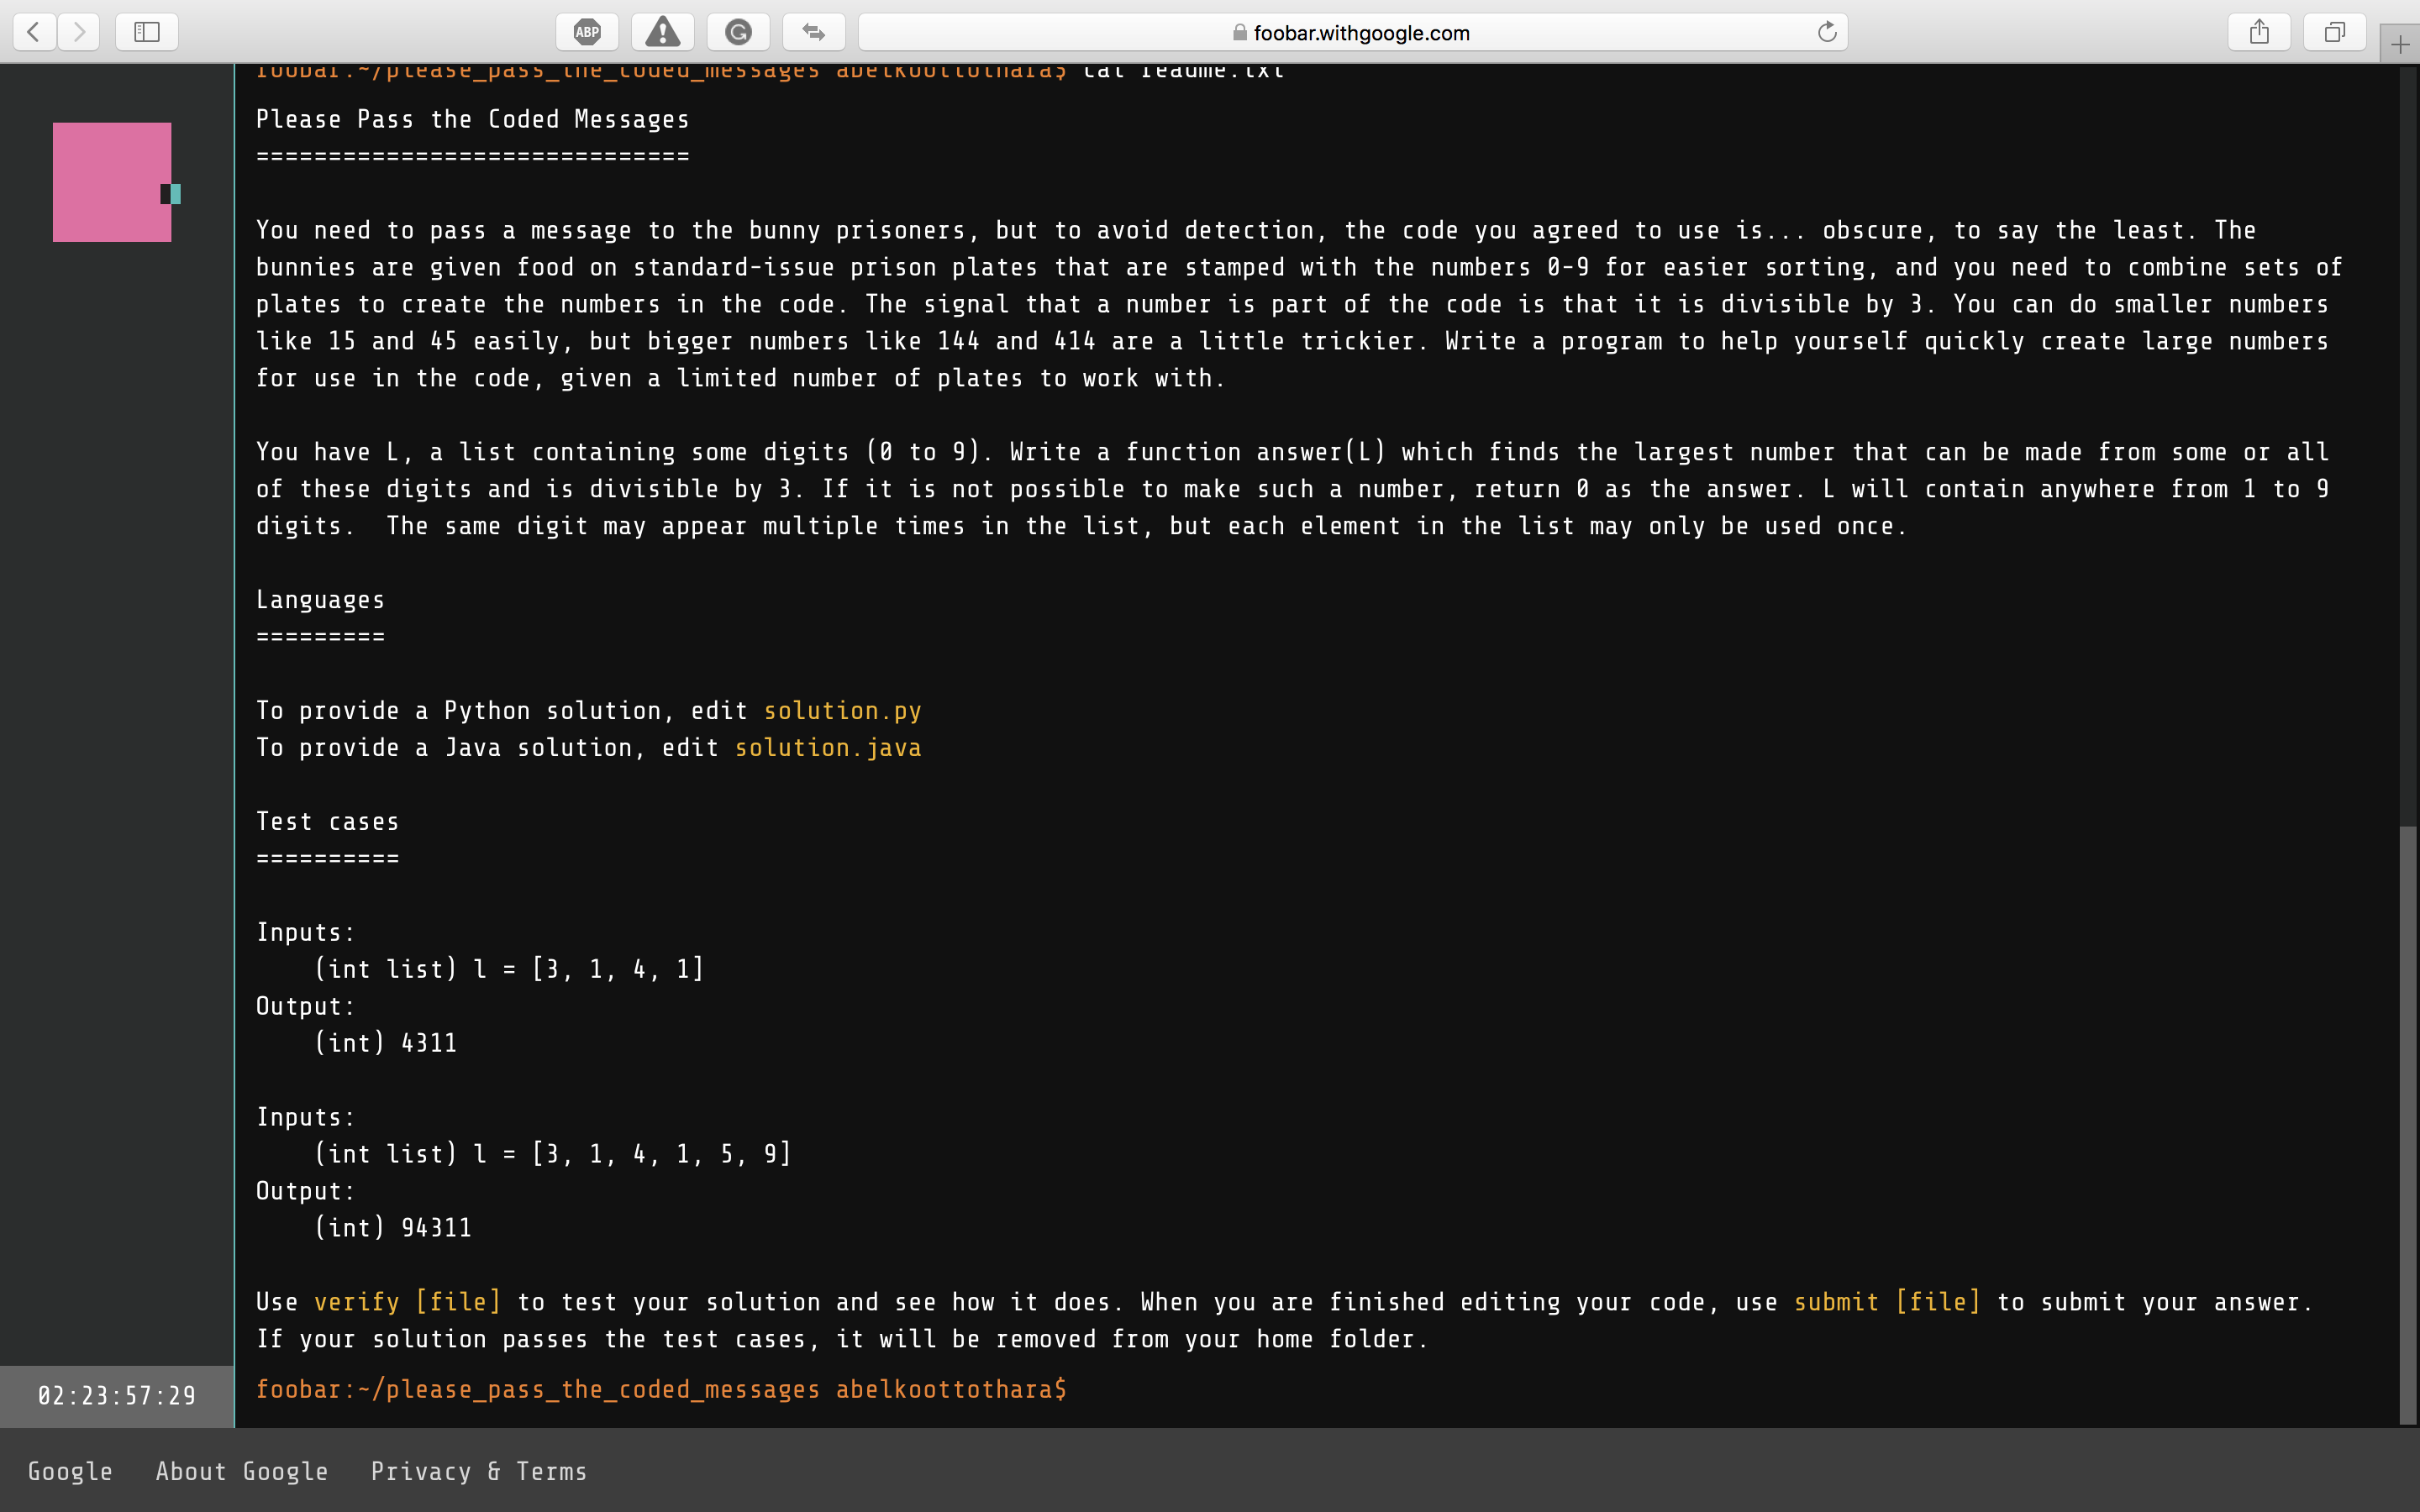 ABP
foobar.withgoogle.com
foobar:~/please_pass_the_coded_messages abelkoottothara$ cat readme.txt
Please Pass the Coded Messages
==============================
You need to pass a message to the bunny prisoners, but to avoid detection, the code you agreed to use is... obscure, to say the least. The
bunnies are given food on standard-issue prison plates that are stamped with the numbers 0-9 for easier sorting, and you need to combine sets of
plates to create the numbers in the code. The signal that a number is part of the code is that it is divisible by 3. You can do smaller numbers
like 15 and 45 easily, but bigger numbers like 144 and 414 are a little trickier. Write a program to help yourself quickly create large numbers
for use in the code, given a limited number of plates to work with.
You have L, a list containing some digits (0 to 9). Write a function answer(L) which finds the largest number that can be made from some or all
of these digits and is divisible by 3. If it is not possible to make such a number, return 0 as the answer. L will contain anywhere from 1 to 9
digits.  The same digit may appear multiple times in the list, but each element in the list may only be used once.
Languages
=========
To provide a Python solution, edit solution.py
To provide a Java solution, edit solution.java
Test cases
==========
Inputs:
    (int list) l = [3, 1, 4, 1]
Output:
    (int) 4311
Inputs:
    (int list) l = [3, 1, 4, 1, 5, 9]
Output:
    (int) 94311
Use verify [file] to test your solution and see how it does. When you are finished editing your code, use submit [file] to submit your answer.
If your solution passes the test cases, it will be removed from your home folder.
02:23:57:29
foobar:~/please_pass_the_coded_messages abelkoottothara$
Google About Google Privacy & Terms